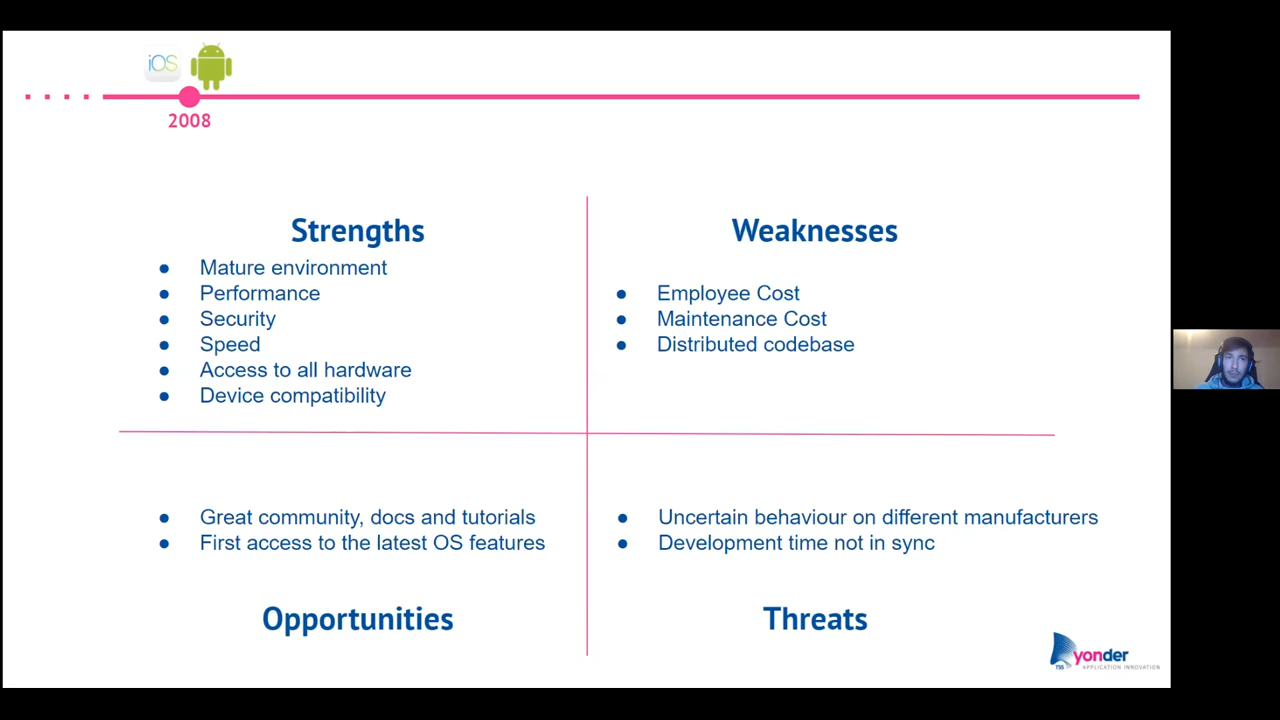 iOS
2008
Strengths
Mature environment
Performance
Security
Speed
Access to all hardware
Device compatibility
Weaknesses
Employee Cost
Maintenance Cost
Distributed codebase
Great community, docs and tutorials
First access to the latest OS features
Opportunities
Uncertain behaviour on different manufacturers
Development time not in sync
Threats
TSS
yonder
APPLICATION INNOVATION